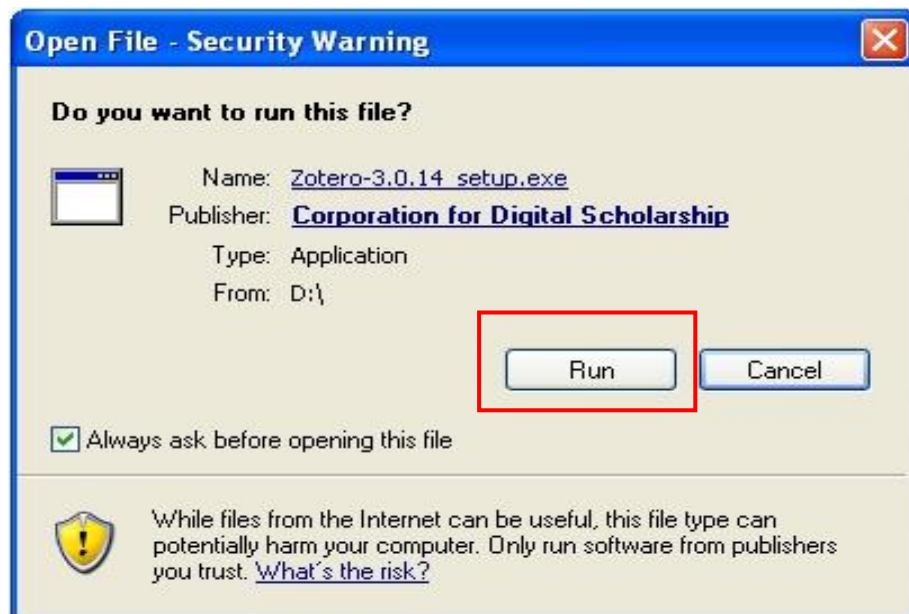 Open File - Security Warning
Do you want to run this file?
Name: Zotero-3.0.14_setup.exe
Publisher: Corporation for Digital Scholarship
Type: Application
From: D:\
Run Cancel
Always ask before opening this file
While files from the Internet can be useful, this file type can
potentially harm your computer. Only run software from publishers
you trust. What's the risk?